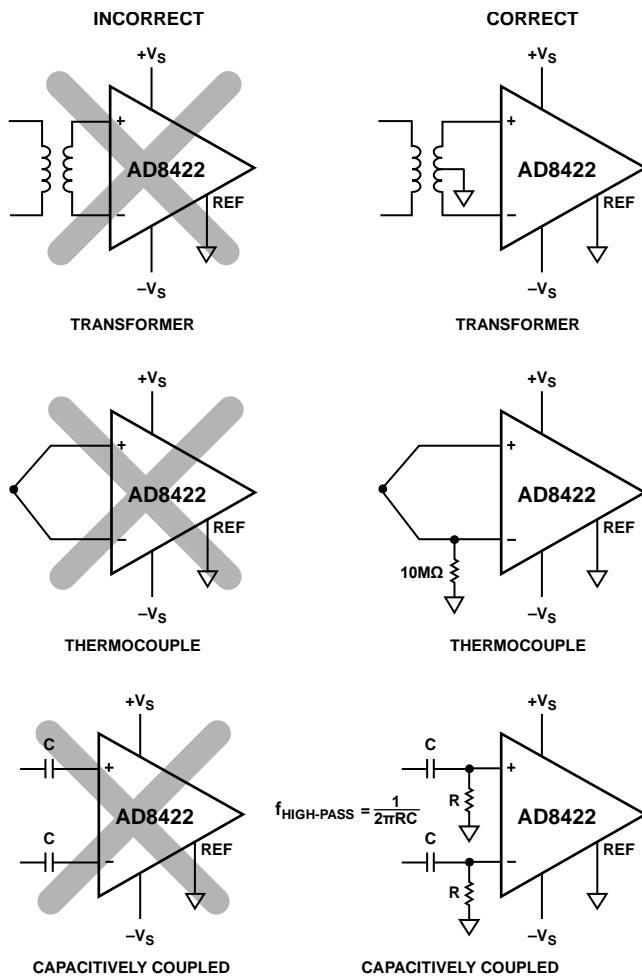 INCORRECT
CORRECT
+VS
+
AD8422
−
REF
−VS
TRANSFORMER
+VS
+
AD8422
−
REF
−VS
TRANSFORMER
+VS
+
AD8422
−
REF
−VS
THERMOCOUPLE
+VS
+
AD8422
−
REF
10MΩ
−VS
THERMOCOUPLE
+VS
C
+
AD8422
C
−
REF
−VS
CAPACITIVELY COUPLED
+VS
C
+
R
fHIGH-PASS = 1/2πRC
AD8422
C
−
REF
R
−VS
CAPACITIVELY COUPLED